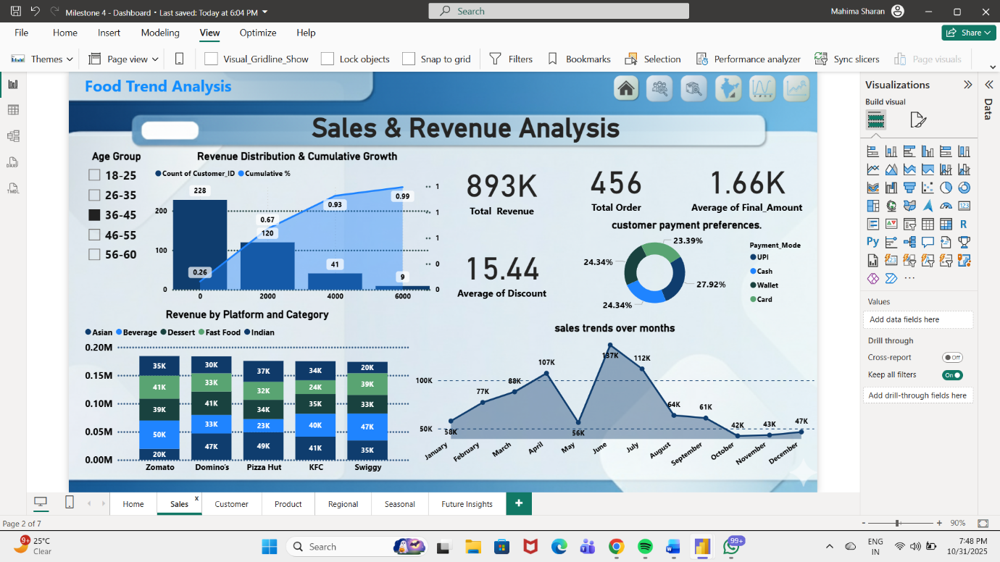 Milestone 4 - Dashboard • Last saved: Today at 6:04 PM
Search
Mahima Sharan
File Home Insert Modeling View Optimize Help
Share
Themes Page view Visual_Gridline_Show Lock objects Snap to grid Filters Bookmarks Selection Performance analyzer Sync slicers Page visuals
Food Trend Analysis
Sales & Revenue Analysis
Age Group
18-25
26-35
36-45
46-55
56-60
Revenue Distribution & Cumulative Growth
Count of Customer_ID Cumulative %
228
200
100
0
0.26
0.67
120
0.93
41
0.99
9
1
1
1
0
0
0 2000 4000 6000
893K
Total Revenue
456
Total Order
1.66K
Average of Final_Amount
15.44
Average of Discount
customer payment preferences.
23.39%
24.34%
27.92%
24.34%
Payment_Mode
UPI
Cash
Wallet
Card
Revenue by Platform and Category
Asian Beverage Dessert Fast Food Indian
0.20M
0.15M
0.10M
0.05M
0.00M
35K 30K 37K 34K 20K
41K 33K 32K 24K 39K
39K 41K 34K 35K 33K
50K 33K 23K 40K 47K
20K 47K 49K 41K 35K
Zomato Domino's Pizza Hut KFC Swiggy
sales trends over months
100K
50K
58K 77K 88K 107K 56K 137K 112K 64K 61K 42K 43K 47K
January February March April May June July August September October November December
Visualizations
Build visual
R
Py
123
Values
Add data fields here
Drill through
Cross-report
Off
Keep all filters
On
Add drill-through fields here
Data
DAX
TMDL
Home Sales x Customer Product Regional Seasonal Future Insights +
Page 2 of 7
- + 90%
9+
25°C
Clear
Search
99+
ENG
IN
7:48 PM
10/31/2025